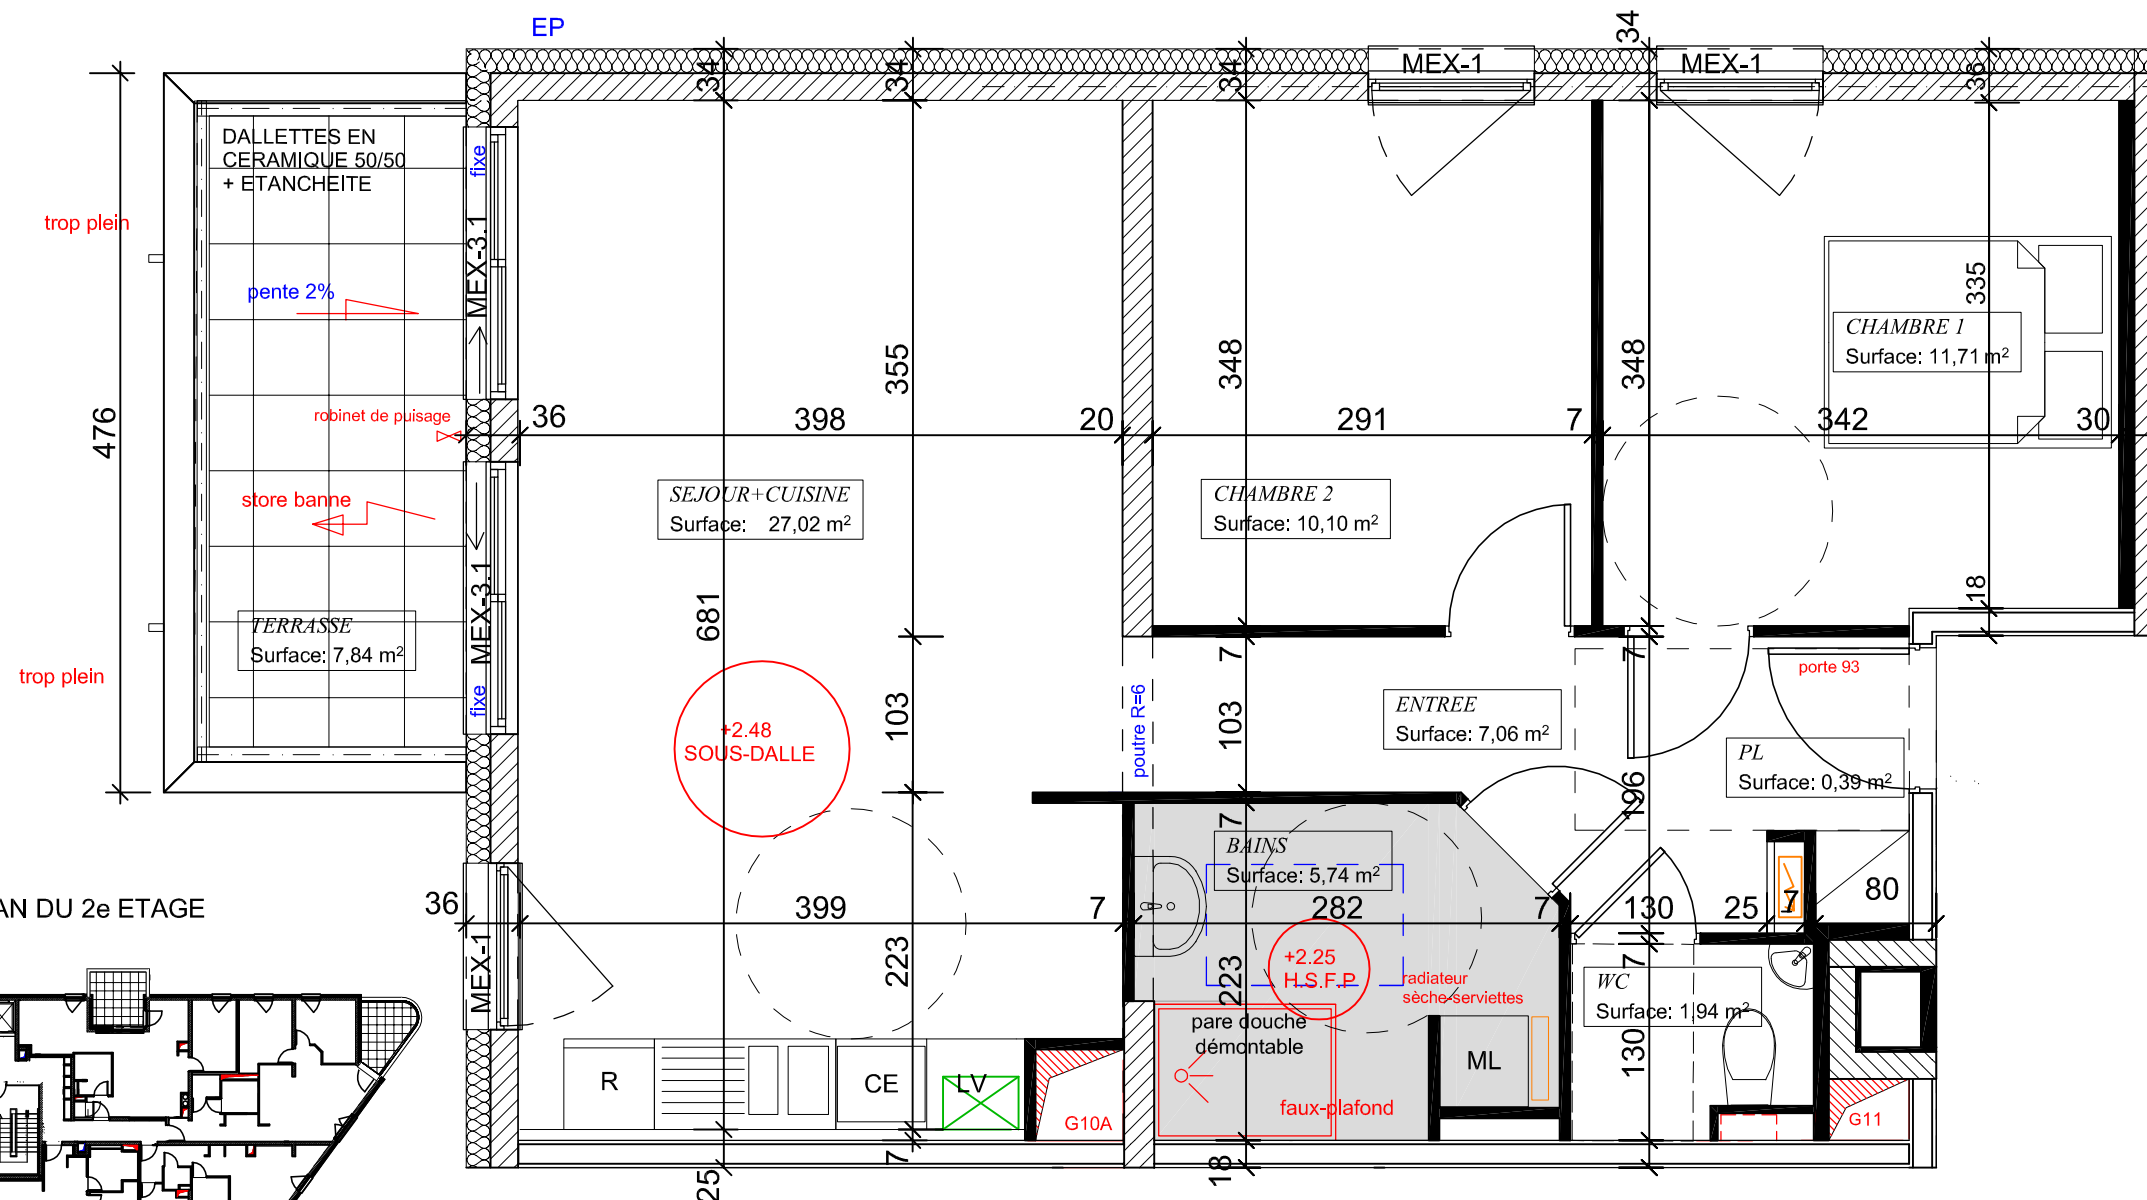 EP
34
34
34
34
36
MEX-1
MEX-1
DALLETTES EN
CERAMIQUE 50/50
+ ETANCHEITE
fixe
trop plein
MEX-3.1
pente 2%
335
355
348
348
CHAMBRE 1
Surface: 11,71 m²
476
robinet de puisage
36
398
20
291
7
342
30
store banne
SEJOUR+CUISINE
Surface: 27,02 m²
CHAMBRE 2
Surface: 10,10 m²
MEX-3.1
681
18
TERRASSE
Surface: 7,84 m²
7
7
porte 93
trop plein
fixe
103
103
poutre R=6
ENTREE
Surface: 7,06 m²
+2.48
SOUS-DALLE
PL
Surface: 0,39 m²
196
7
BAINS
Surface: 5,74 m²
AN DU 2e ETAGE
36
399
7
282
7
130
25
7
80
MEX-1
223
223
+2.25
H.S.F.P
radiateur
sèche-serviettes
7
WC
Surface: 1,94 m²
pare douche
démontable
130
R
CE
LV
ML
faux-plafond
G10A
G11
25
7
18